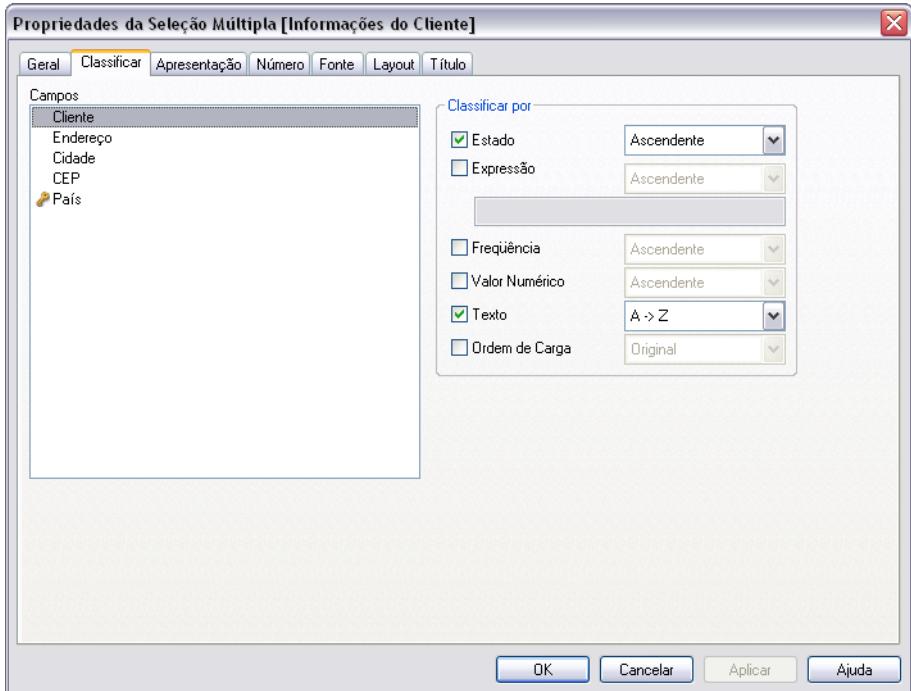 Propriedades da Seleção Múltipla [Informações do Cliente]
Geral Classificar Apresentação Número Fonte Layout Título
Campos
Cliente
Endereço
Cidade
CEP
País
Classificar por
Estado Ascendente
Expressão Ascendente
Freqüência Ascendente
Valor Numérico Ascendente
Texto A -> Z
Ordem de Carga Original
OK Cancelar Aplicar Ajuda